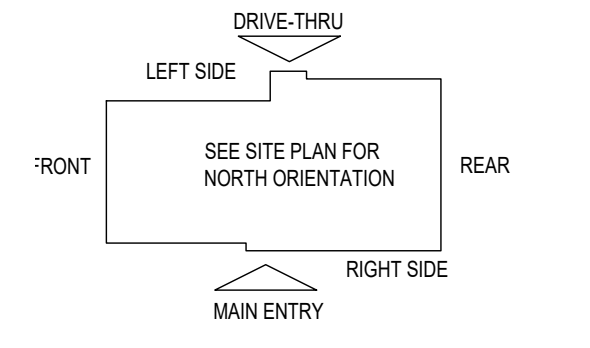 DRIVE-THRU
LEFT SIDE
SEE SITE PLAN FOR
NORTH ORIENTATION
FRONT
REAR
RIGHT SIDE
MAIN ENTRY